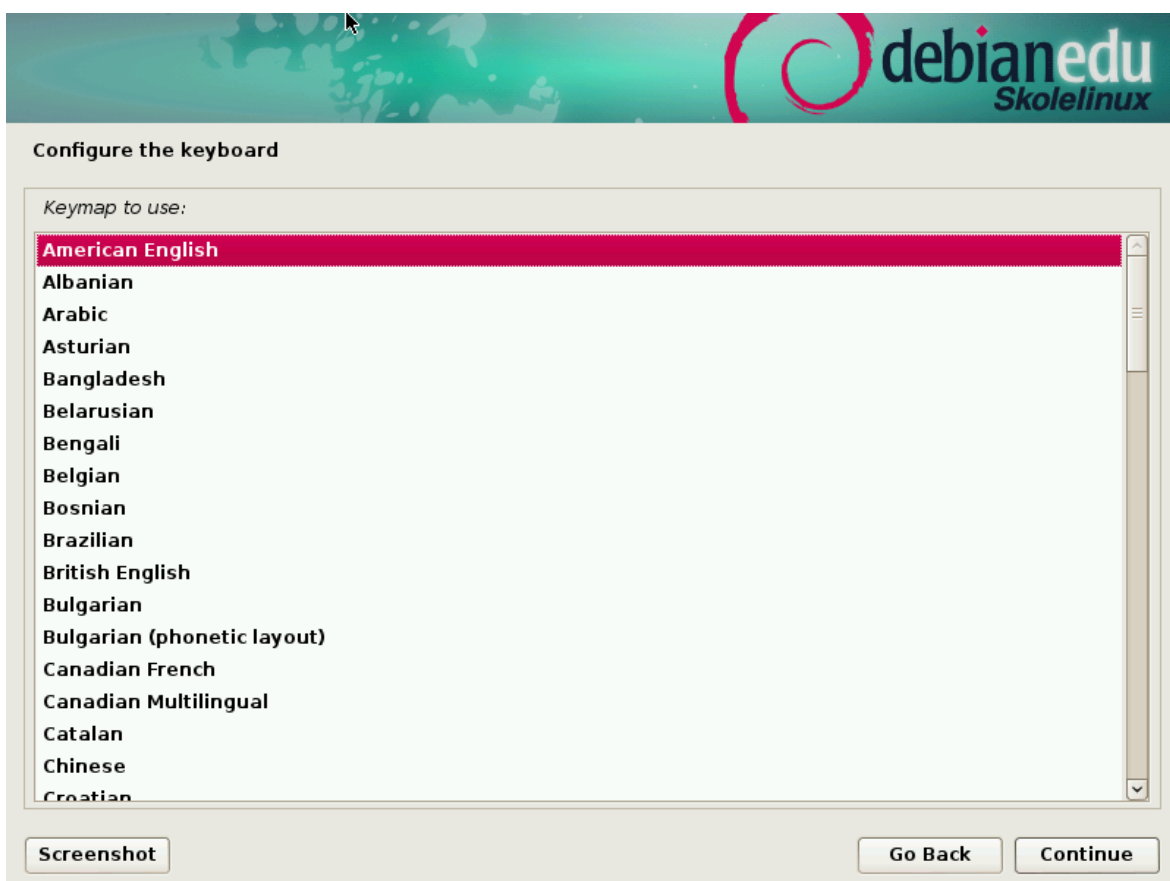 debianedu
Skolelinux
Configure the keyboard
Keymap to use:
American English
Albanian
Arabic
Asturian
Bangladesh
Belarusian
Bengali
Belgian
Bosnian
Brazilian
British English
Bulgarian
Bulgarian (phonetic layout)
Canadian French
Canadian Multilingual
Catalan
Chinese
Croatian
Screenshot
Go Back
Continue